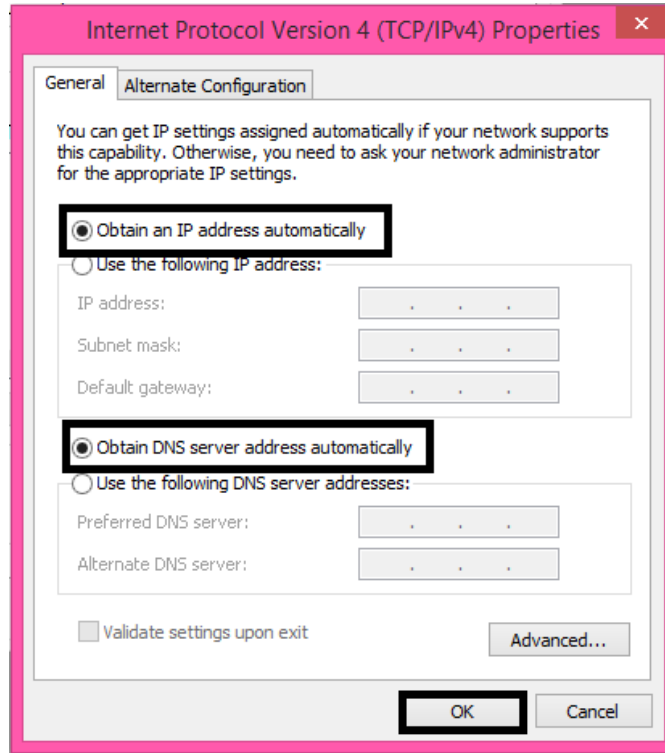 Internet Protocol Version 4 (TCP/IPv4) Properties
General
Alternate Configuration
You can get IP settings assigned automatically if your network supports
this capability. Otherwise, you need to ask your network administrator
for the appropriate IP settings.
Obtain an IP address automatically
Use the following IP address:
IP address:
Subnet mask:
Default gateway:
Obtain DNS server address automatically
Use the following DNS server addresses:
Preferred DNS server:
Alternate DNS server:
Validate settings upon exit
Advanced...
OK
Cancel